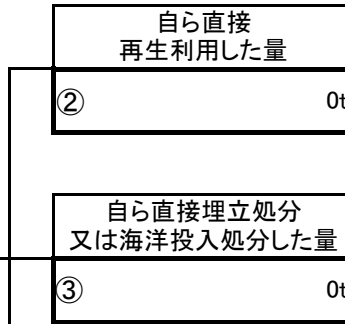 自ら直接
再生利用した量
② 0t
自ら直接埋立処分
又は海洋投入処分した量
③ 0t